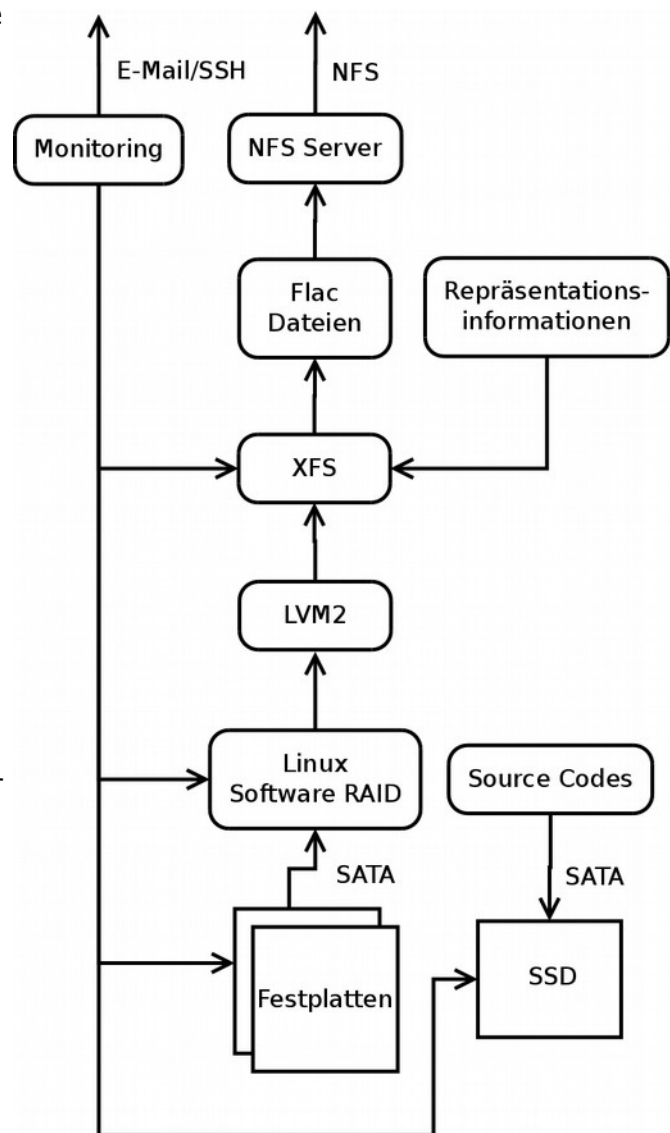 e
E-Mail/SSH
NFS
Monitoring
NFS Server
Flac
Dateien
Repräsentations-
informationen
XFS
LVM2
Linux
Software RAID
Source Codes
SATA
SATA
Festplatten
SSD